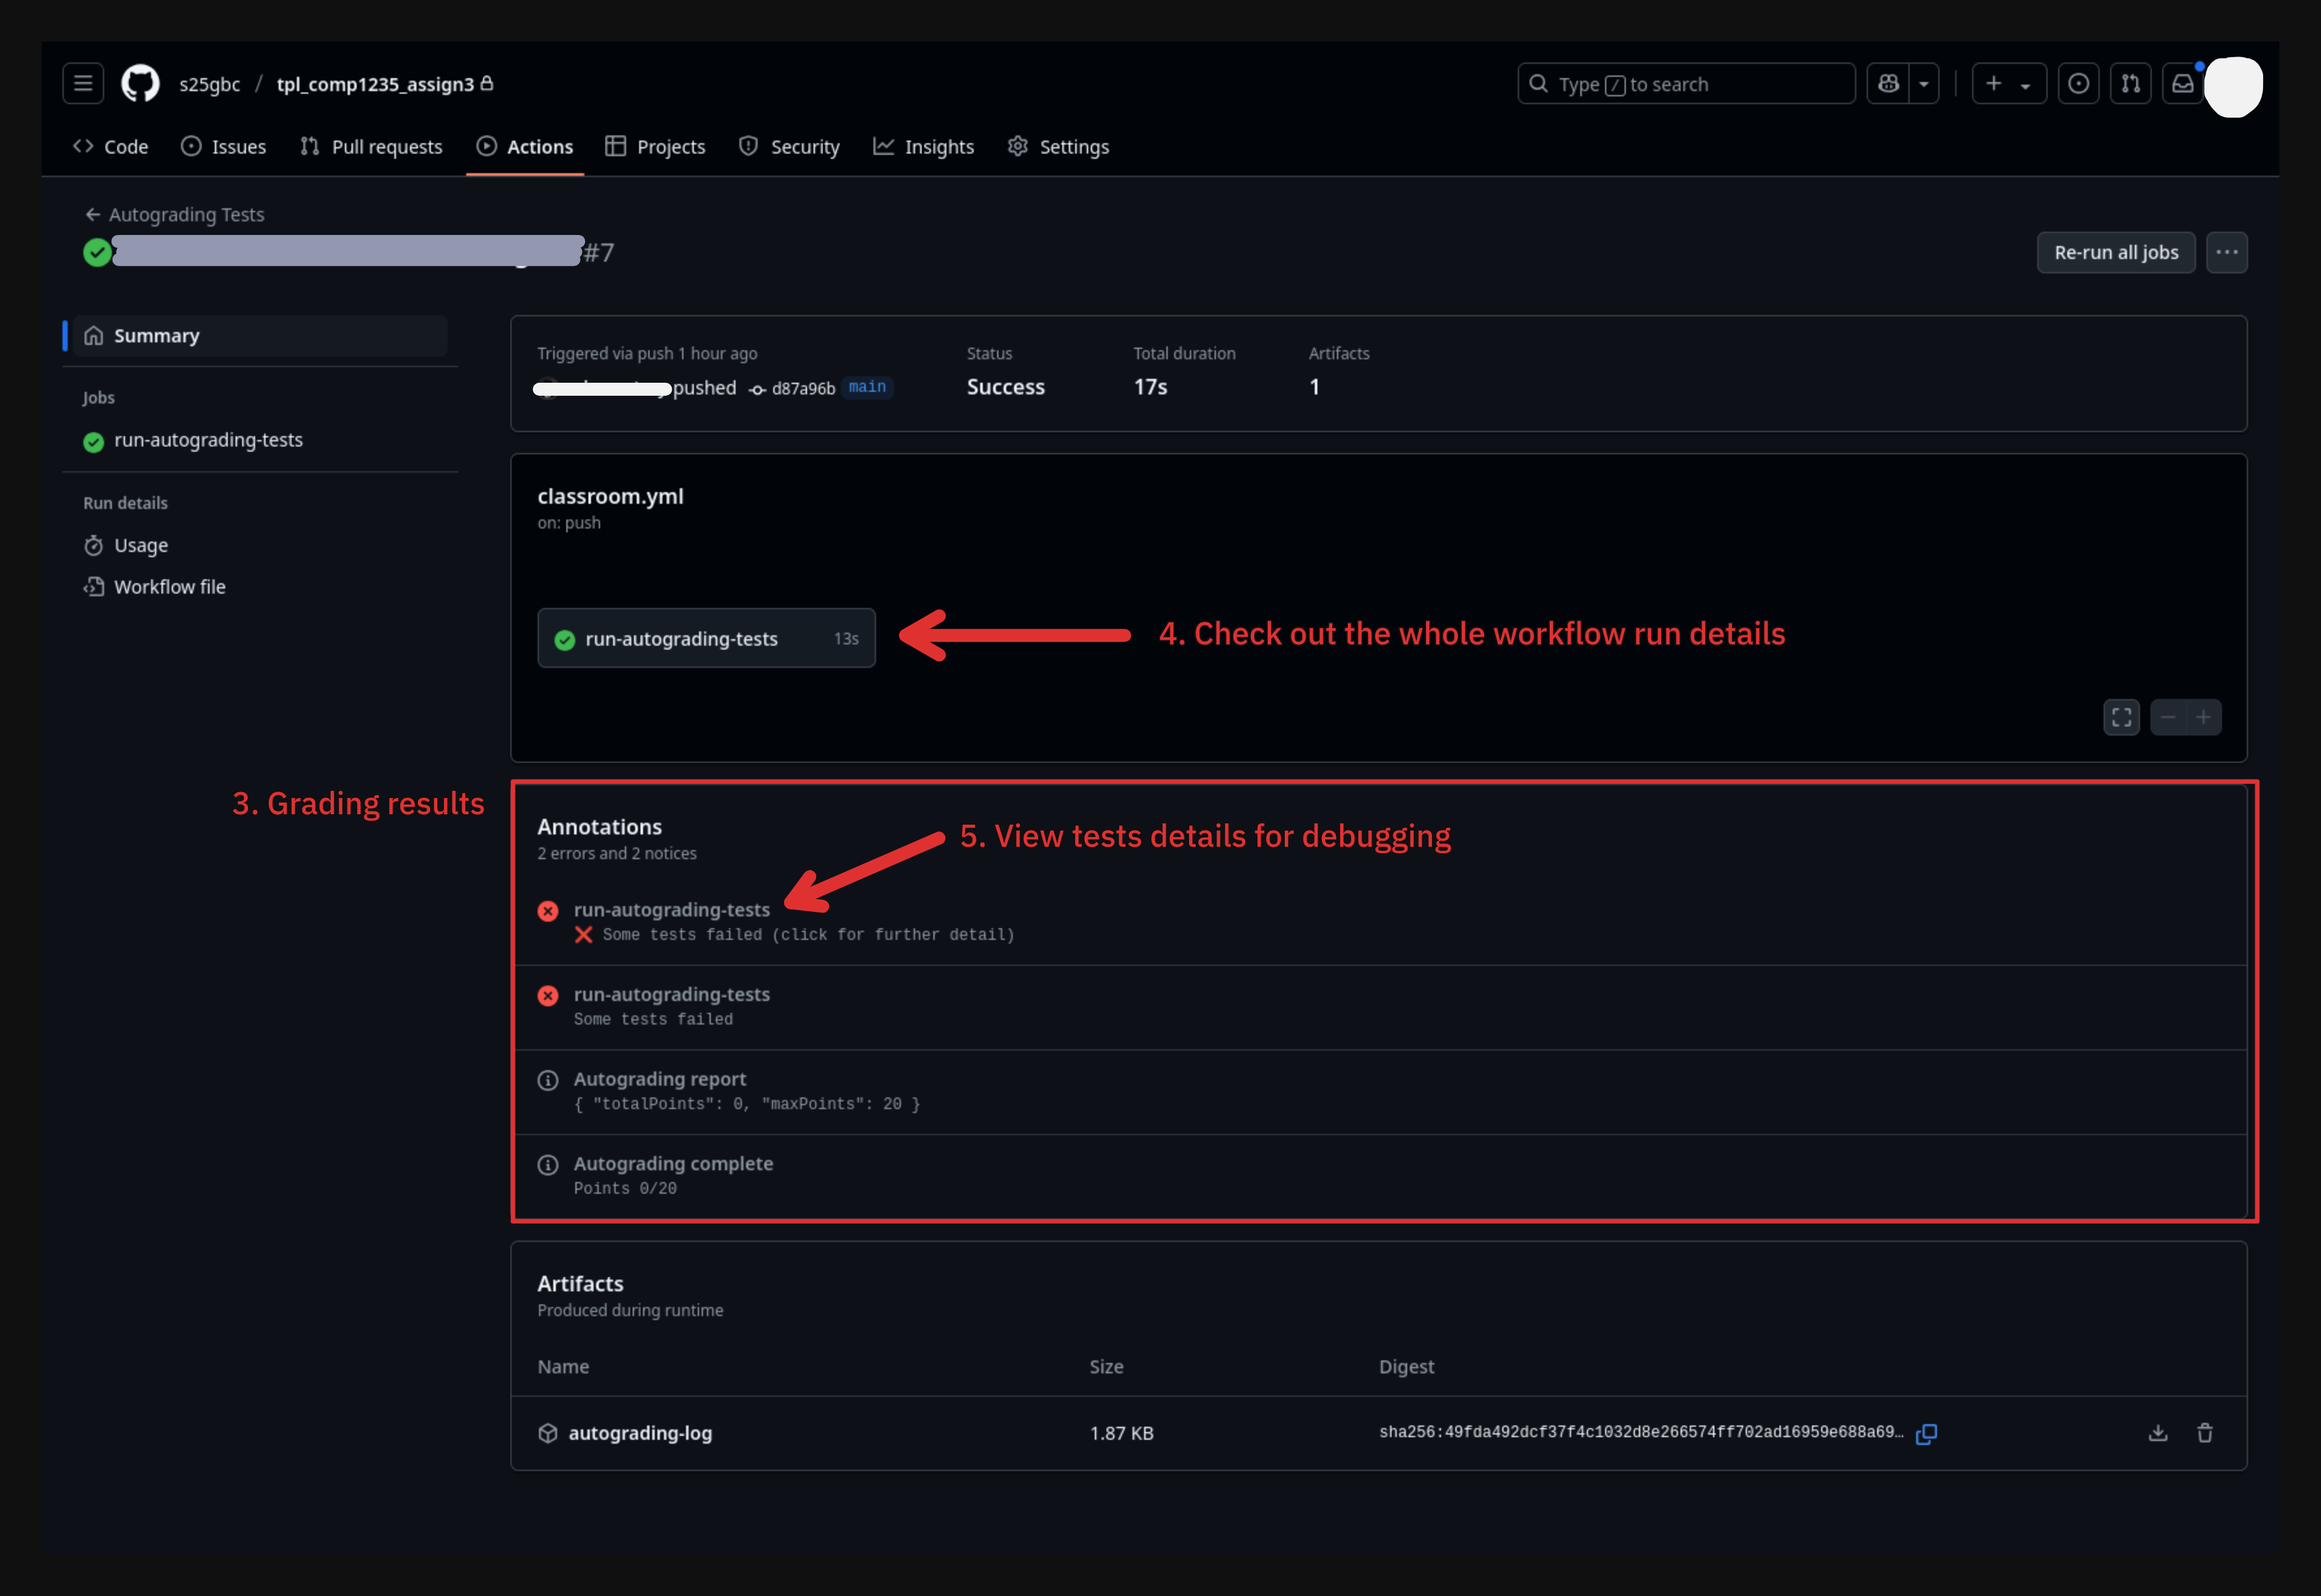 s25gbc / tpl_comp1235_assign3
Type / to search
Code Issues Pull requests Actions Projects Security Insights Settings
Autograding Tests
#7
Re-run all jobs
Summary
Jobs
run-autograding-tests
Run details
Usage
Workflow file
Triggered via push 1 hour ago
pushed d87a96b main
Status
Success
Total duration
17s
Artifacts
1
classroom.yml
on: push
run-autograding-tests 13s
4. Check out the whole workflow run details
3. Grading results
Annotations
2 errors and 2 notices
5. View tests details for debugging
run-autograding-tests
❌ Some tests failed (click for further detail)
run-autograding-tests
Some tests failed
Autograding report
{ "totalPoints": 0, "maxPoints": 20 }
Autograding complete
Points 0/20
Artifacts
Produced during runtime
Name Size Digest
autograding-log 1.87 KB sha256:49fda492dcf37f4c1032d8e266574ff702ad16959e688a69…